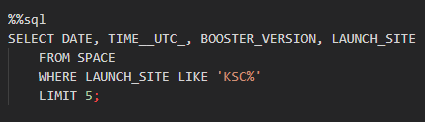 %%sql
SELECT DATE, TIME__UTC_, BOOSTER_VERSION, LAUNCH_SITE
    FROM SPACE
    WHERE LAUNCH_SITE LIKE 'KSC%'
    LIMIT 5;